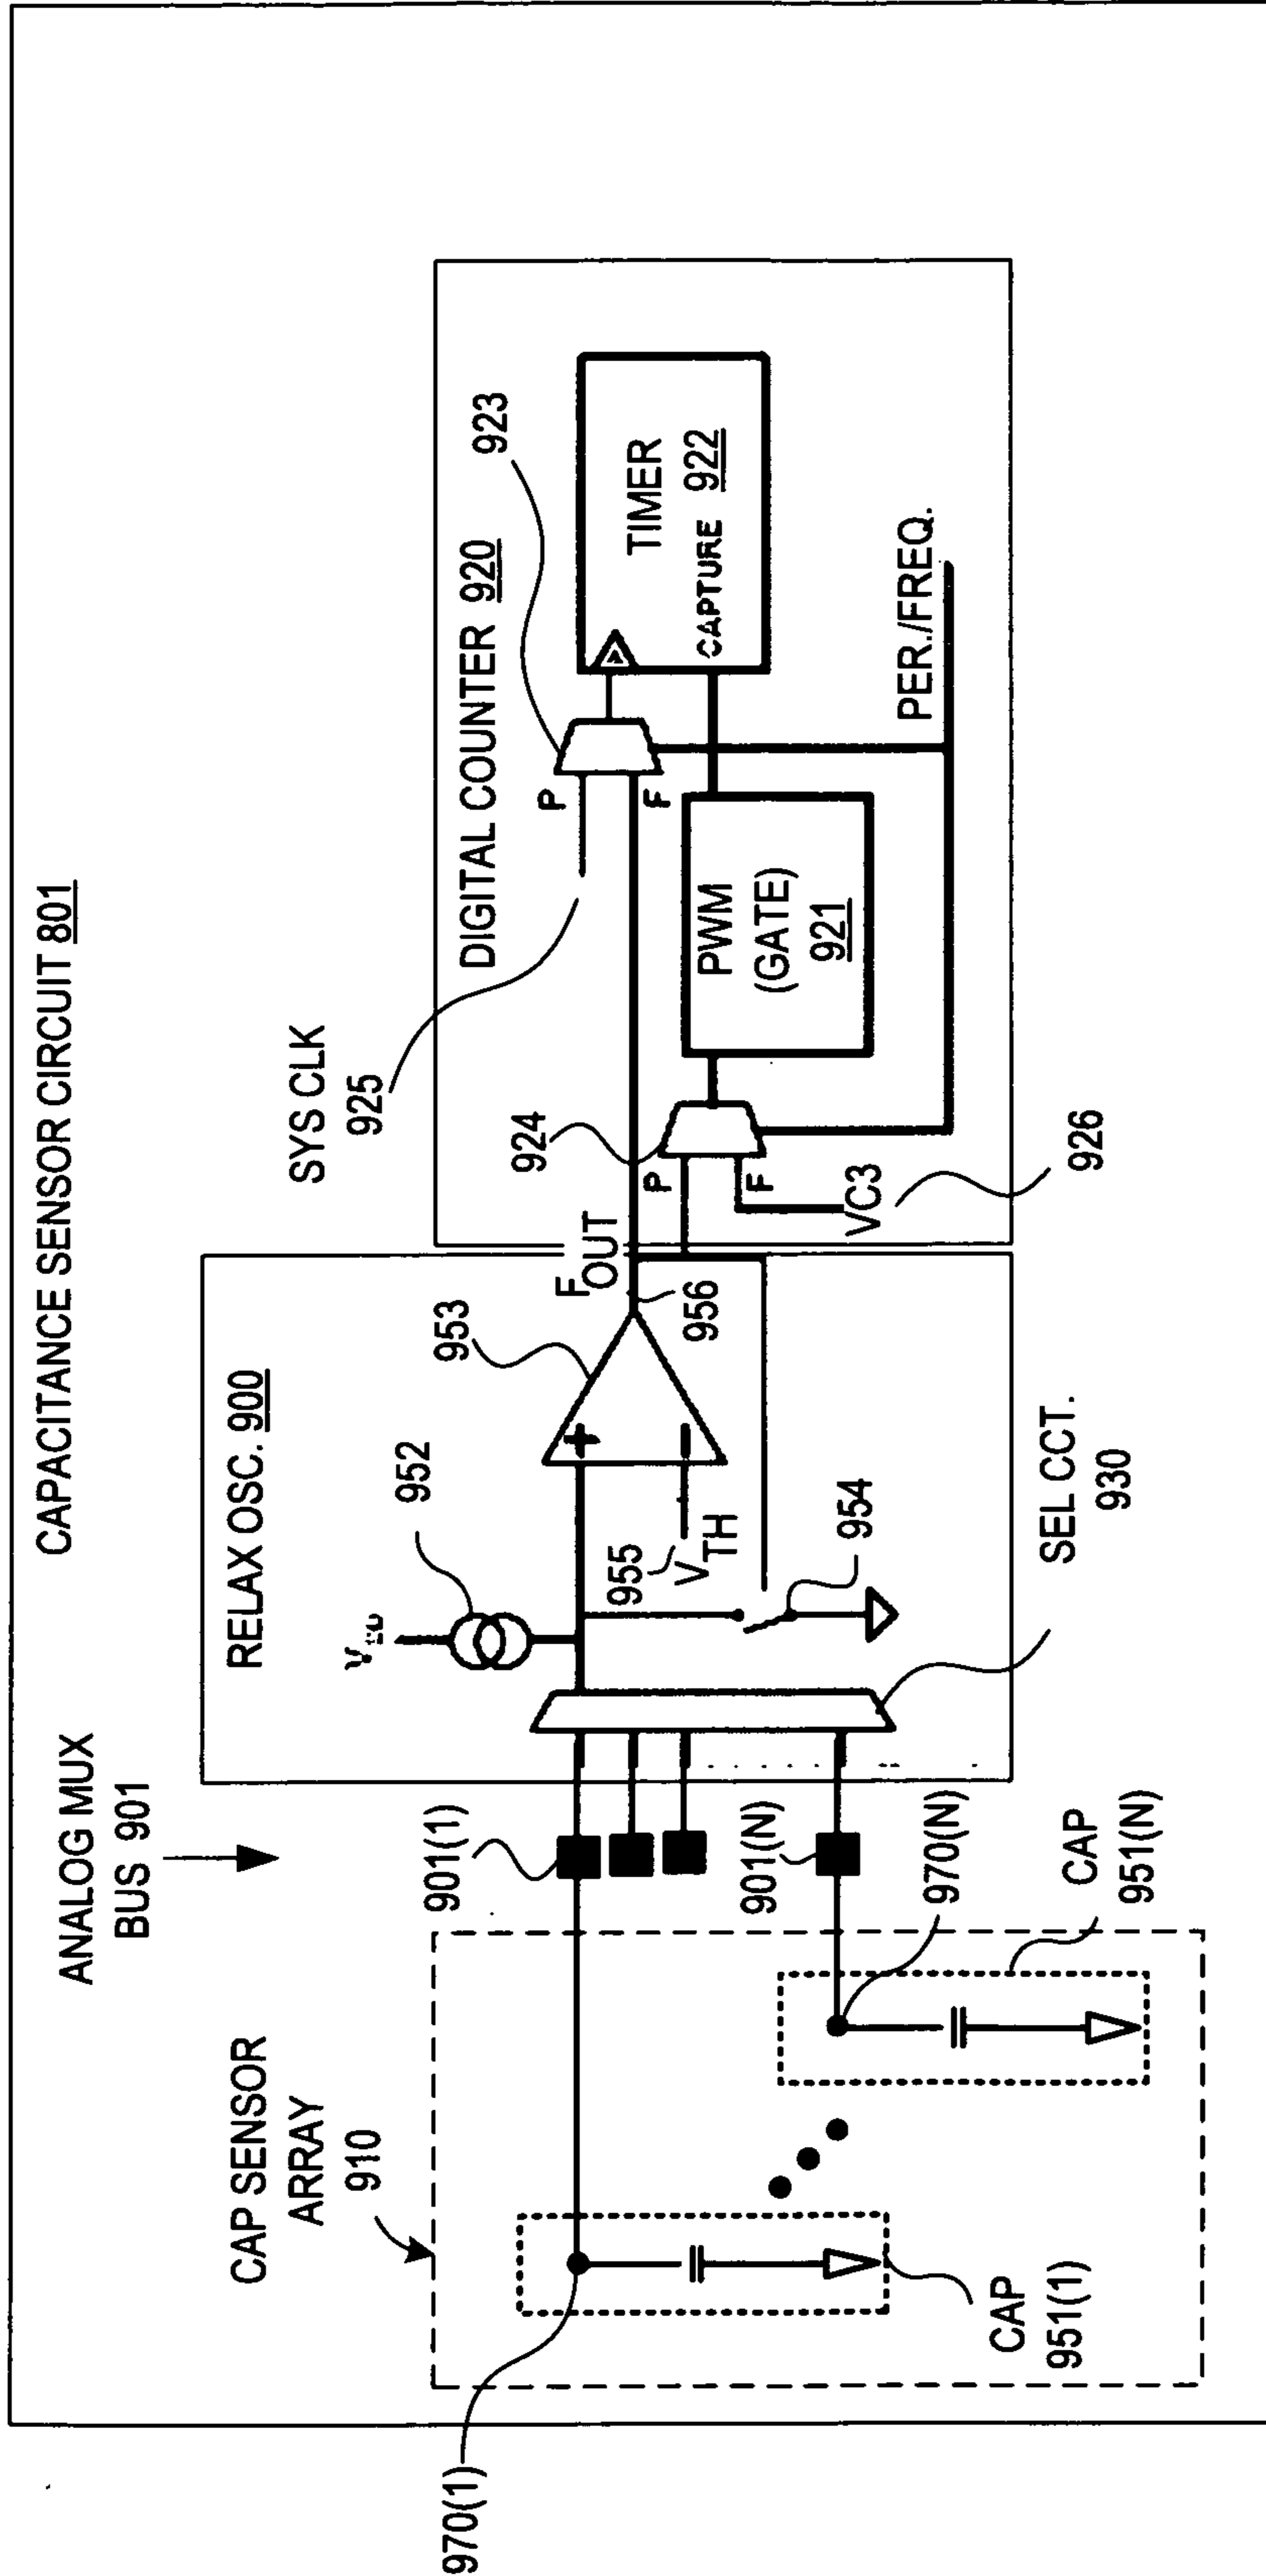 CAPACITANCE SENSOR CIRCUIT 801
ANALOG MUX
BUS 901
CAP SENSOR
ARRAY
910
970(1)
CAP
951(1)
901(1)
901(N)
970(N)
CAP
951(N)
RELAX OSC. 900
952
953
+
−
955
V TH
954
956
F OUT
SEL CCT.
930
SYS CLK
925
DIGITAL COUNTER 920
923
P
F
924
P
F
VC3
926
PWM
(GATE)
921
TIMER
CAPTURE 922
PER./FREQ.